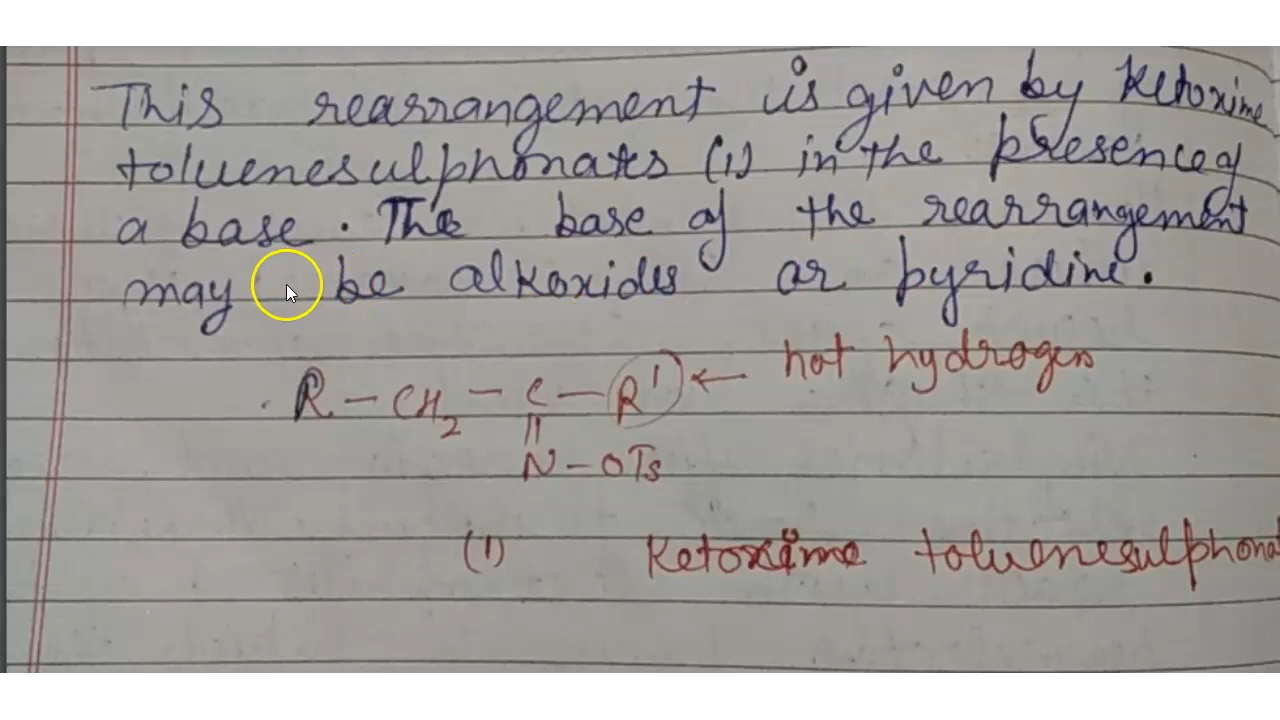 This rearrangement is given by Ketoxime
toluenesulphonates (1) in the presence of
a base. The base of the rearrangement
may be alkoxides or pyridine.
R - CH2 - C - R' ← not hydrogen
||
N - OTs
(1) Ketoxime toluenesulphonat